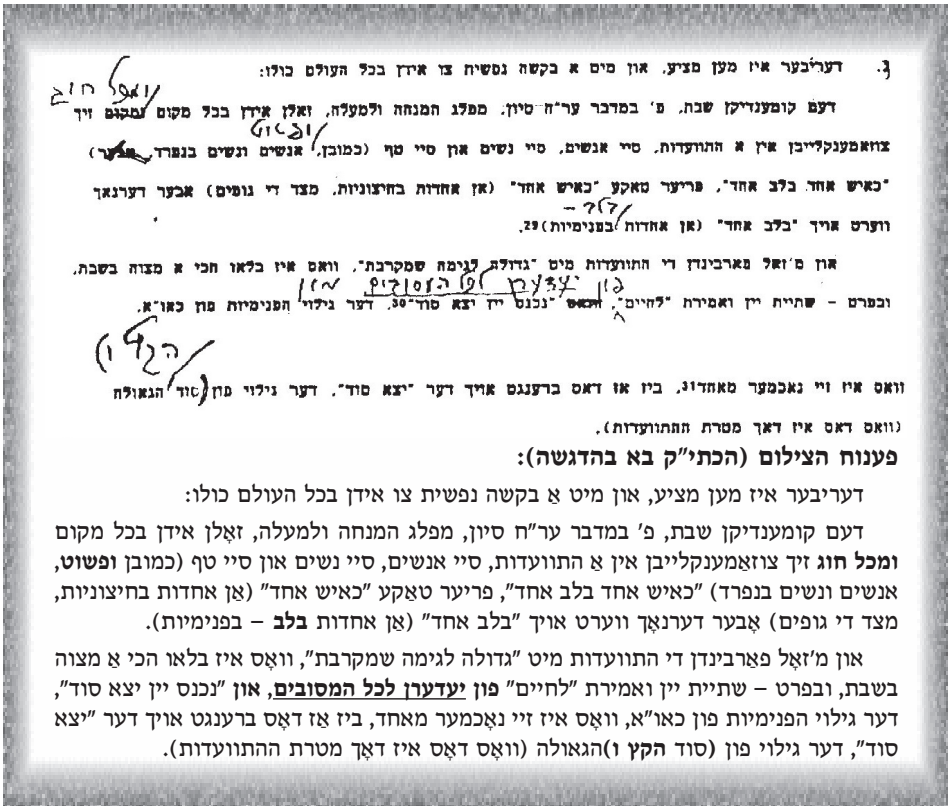 ג. דעריבער איז מען מציע, און מיט א בקשה נפשית צו אידן בכל העולם כולו:
ומכל חוג
דעם קומענדיקן שבת, פ' במדבר ער"ח סיון, מפלג המנחה ולמעלה, זאלן אידן בכל מקום ומקום זיך
ופשוט
צוזאמענקלייבן אין א התוועדות, סיי אנשים, סיי נשים און סיי טף (כמובן, אנשים ונשים בנפרד,
"כאיש אחד בלב אחד", פריער טאקע "כאיש אחד" (אן אחדות בחיצוניות, מצד די גופים) אבער דערנאך
בלב –
ווערט אויך "בלב אחד" (אן אחדות בפנימיות)29.
און מ'זאל פארבינדן די התוועדות מיט "גדולה לגימה שמקרבת", וואס איז בלאו הכי א מצוה בשבת,
פון יעדערן לכל המסובים, און
ובפרט – שתיית יין ואמירת "לחיים", "נכנס יין יצא סוד"30, דער גילוי הפנימיות פון כאו"א,
הקץ ו
וואס איז זיי נאכמער מאחד31, ביז אז דאס ברענגט אויך דער "יצא סוד", דער גילוי פון (סוד הגאולה
(וואס דאס איז דאך מטרת ההתוועדות).
פענוח הצילום (הכתי"ק בא בהדגשה):
דעריבער איז מען מציע, און מיט אַ בקשה נפשית צו אידן בכל העולם כולו:
דעם קומענדיקן שבת, פ' במדבר ער"ח סיון, מפלג המנחה ולמעלה, זאָלן אידן בכל מקום
ומכל חוג זיך צוזאַמענקלייבן אין אַ התוועדות, סיי אנשים, סיי נשים און סיי טף (כמובן ופשוט,
אנשים ונשים בנפרד) "כאיש אחד בלב אחד", פריער טאַקע "כאיש אחד" (אַן אחדות בחיצוניות,
מצד די גופים) אָבער דערנאָך ווערט אויך "בלב אחד" (אַן אחדות בלב – בפנימיות).
און מ'זאָל פאַרבינדן די התוועדות מיט "גדולה לגימה שמקרבת", וואָס איז בלאו הכי אַ מצוה
בשבת, ובפרט – שתיית יין ואמירת "לחיים" פון יעדערן לכל המסובים, און "נכנס יין יצא סוד",
דער גילוי הפנימיות פון כאו"א, וואָס איז זיי נאָכמער מאחד, ביז אַז דאָס ברענגט אויך דער "יצא
סוד", דער גילוי פון (סוד הקץ ו)הגאולה (וואָס דאָס איז דאָך מטרת ההתוועדות).